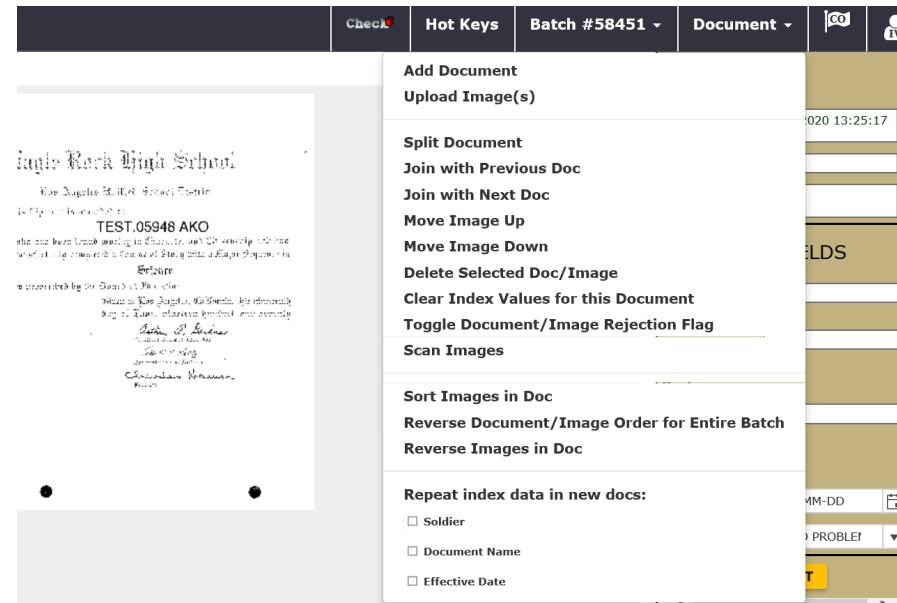 Check
Hot Keys
Batch #58451
Document
CO
Add Document
Upload Image(s)
Split Document
Join with Previous Doc
Join with Next Doc
Move Image Up
Move Image Down
Delete Selected Doc/Image
Clear Index Values for this Document
Toggle Document/Image Rejection Flag
Scan Images
Sort Images in Doc
Reverse Document/Image Order for Entire Batch
Reverse Images in Doc
Repeat index data in new docs:
Soldier
Document Name
Effective Date
Rock High School
TEST.05948 AKO
Science
2020 13:25:17
ELDS
MM-DD
PROBLEM
T